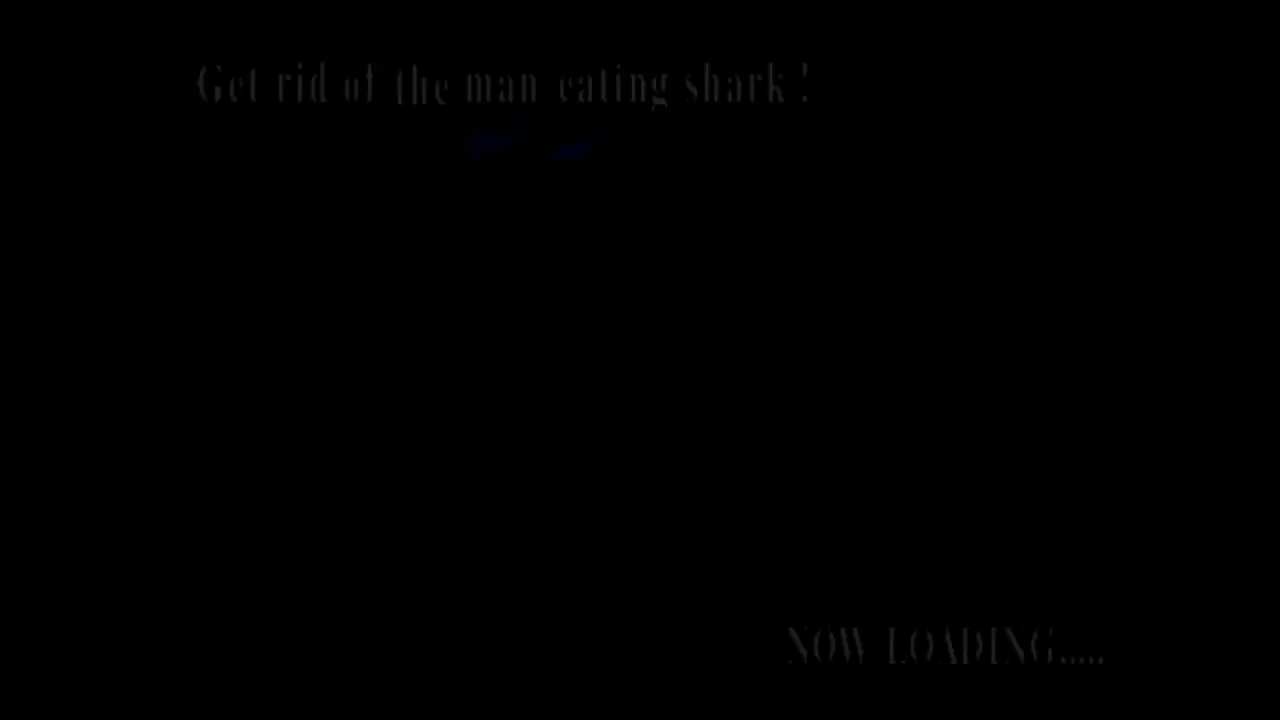 Get rid of the man eating shark!
NOW LOADING.....